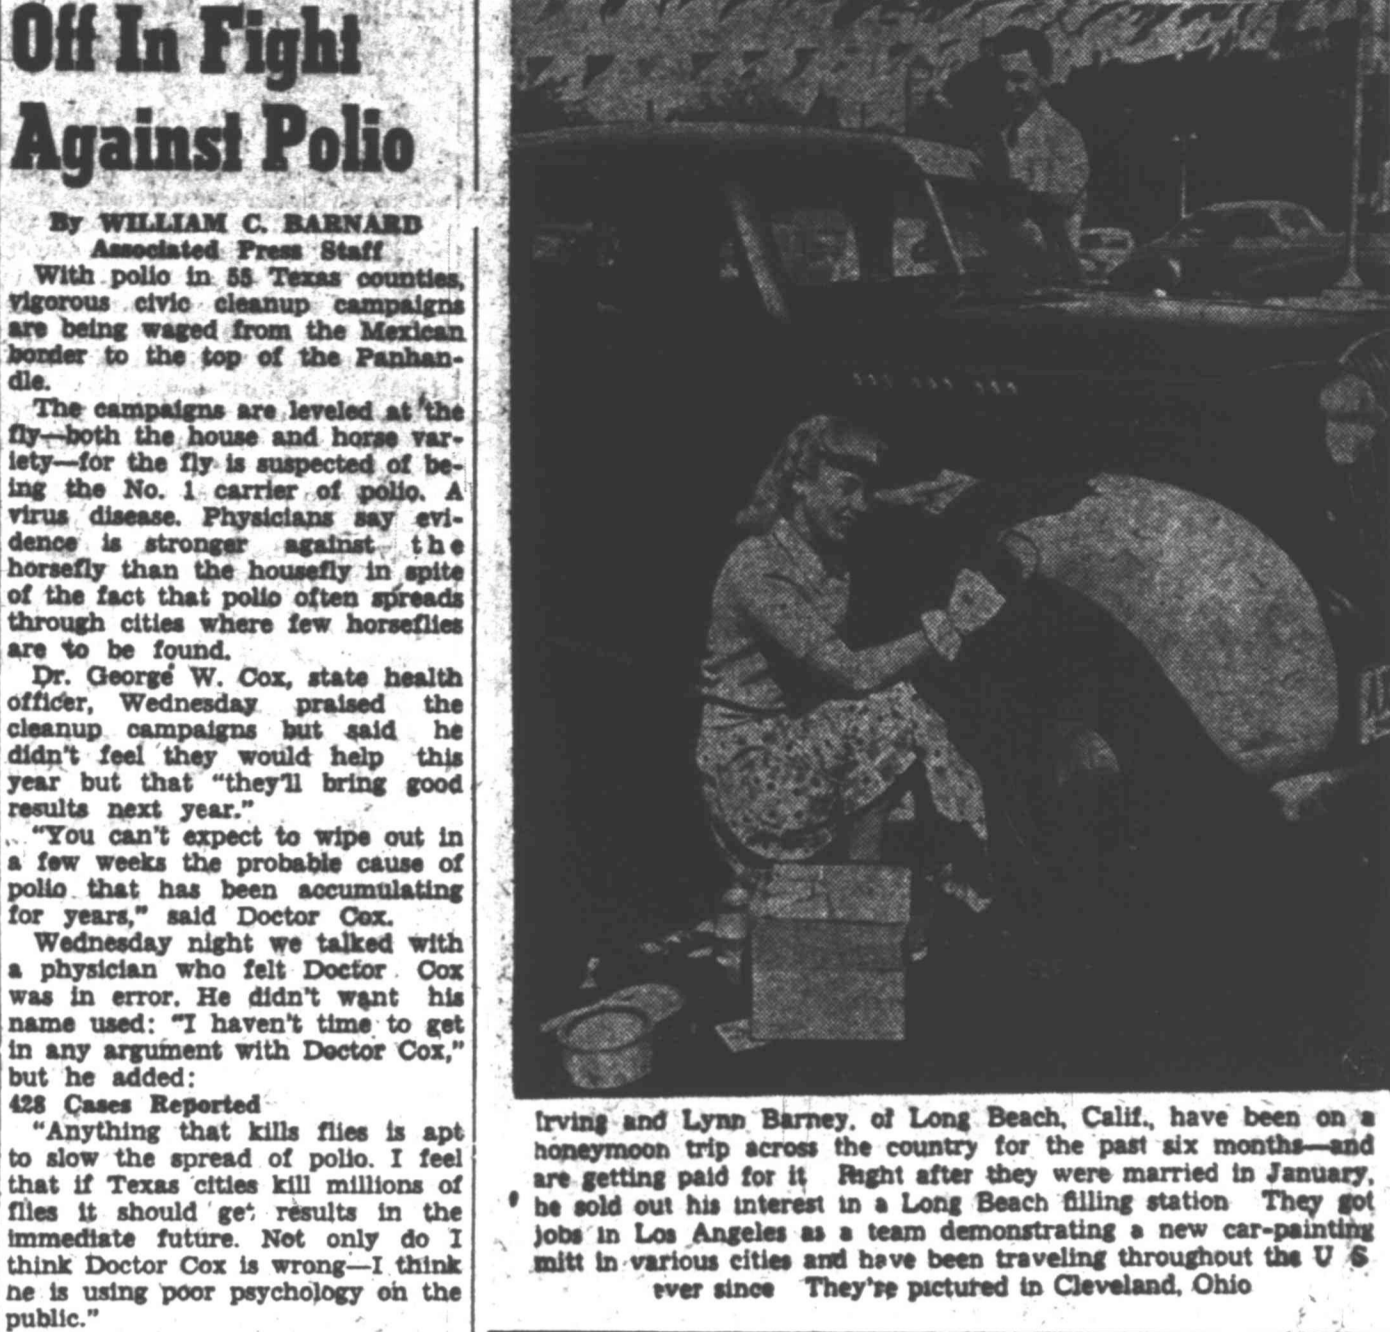 Off In Fight
Against Polio
By WILLIAM C. BARNARD
Associated Press Staff
With polio in 55 Texas counties,
vigorous civic cleanup campaigns
are being waged from the Mexican
border to the top of the Panhan-
dle.
The campaigns are leveled at the
fly—both the house and horse var-
iety—for the fly is suspected of be-
ing the No. 1 carrier of polio. A
virus disease. Physicians say evi-
dence is stronger against the
horsefly than the housefly in spite
of the fact that polio often spreads
through cities where few horseflies
are to be found.
Dr. George W. Cox, state health
officer, Wednesday praised the
cleanup campaigns but said he
didn't feel they would help this
year but that "they'll bring good
results next year."
"You can't expect to wipe out in
a few weeks the probable cause of
polio that has been accumulating
for years," said Doctor Cox.
Wednesday night we talked with
a physician who felt Doctor Cox
was in error. He didn't want his
name used: "I haven't time to get
in any argument with Doctor Cox,"
but he added:
428 Cases Reported
"Anything that kills flies is apt
to slow the spread of polio. I feel
that if Texas cities kill millions of
flies it should get results in the
immediate future. Not only do I
think Doctor Cox is wrong—I think
he is using poor psychology on the
public."
Irving and Lynn Barney, of Long Beach, Calif., have been on a
honeymoon trip across the country for the past six months—and
are getting paid for it Right after they were married in January,
he sold out his interest in a Long Beach filling station They got
jobs in Los Angeles as a team demonstrating a new car-painting
mitt in various cities and have been traveling throughout the U S
ever since They're pictured in Cleveland, Ohio